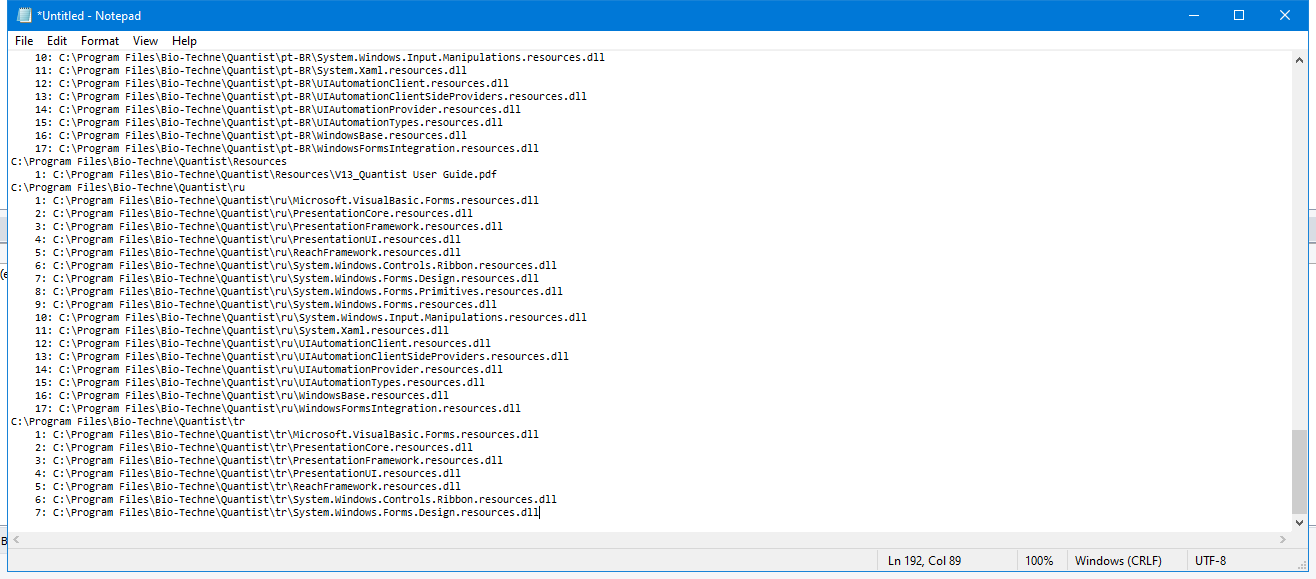 *Untitled - Notepad
File Edit Format View Help
10: C:\Program Files\Bio-Techne\Quantist\pt-BR\System.Windows.Input.Manipulations.resources.dll
11: C:\Program Files\Bio-Techne\Quantist\pt-BR\System.Xaml.resources.dll
12: C:\Program Files\Bio-Techne\Quantist\pt-BR\UIAutomationClient.resources.dll
13: C:\Program Files\Bio-Techne\Quantist\pt-BR\UIAutomationClientSideProviders.resources.dll
14: C:\Program Files\Bio-Techne\Quantist\pt-BR\UIAutomationProvider.resources.dll
15: C:\Program Files\Bio-Techne\Quantist\pt-BR\UIAutomationTypes.resources.dll
16: C:\Program Files\Bio-Techne\Quantist\pt-BR\WindowsBase.resources.dll
17: C:\Program Files\Bio-Techne\Quantist\pt-BR\WindowsFormsIntegration.resources.dll
C:\Program Files\Bio-Techne\Quantist\Resources
1: C:\Program Files\Bio-Techne\Quantist\Resources\V13_Quantist User Guide.pdf
C:\Program Files\Bio-Techne\Quantist\ru
1: C:\Program Files\Bio-Techne\Quantist\ru\Microsoft.VisualBasic.Forms.resources.dll
2: C:\Program Files\Bio-Techne\Quantist\ru\PresentationCore.resources.dll
3: C:\Program Files\Bio-Techne\Quantist\ru\PresentationFramework.resources.dll
4: C:\Program Files\Bio-Techne\Quantist\ru\PresentationUI.resources.dll
5: C:\Program Files\Bio-Techne\Quantist\ru\ReachFramework.resources.dll
6: C:\Program Files\Bio-Techne\Quantist\ru\System.Windows.Controls.Ribbon.resources.dll
7: C:\Program Files\Bio-Techne\Quantist\ru\System.Windows.Forms.Design.resources.dll
8: C:\Program Files\Bio-Techne\Quantist\ru\System.Windows.Forms.Primitives.resources.dll
9: C:\Program Files\Bio-Techne\Quantist\ru\System.Windows.Forms.resources.dll
10: C:\Program Files\Bio-Techne\Quantist\ru\System.Windows.Input.Manipulations.resources.dll
11: C:\Program Files\Bio-Techne\Quantist\ru\System.Xaml.resources.dll
12: C:\Program Files\Bio-Techne\Quantist\ru\UIAutomationClient.resources.dll
13: C:\Program Files\Bio-Techne\Quantist\ru\UIAutomationClientSideProviders.resources.dll
14: C:\Program Files\Bio-Techne\Quantist\ru\UIAutomationProvider.resources.dll
15: C:\Program Files\Bio-Techne\Quantist\ru\UIAutomationTypes.resources.dll
16: C:\Program Files\Bio-Techne\Quantist\ru\WindowsBase.resources.dll
17: C:\Program Files\Bio-Techne\Quantist\ru\WindowsFormsIntegration.resources.dll
C:\Program Files\Bio-Techne\Quantist\tr
1: C:\Program Files\Bio-Techne\Quantist\tr\Microsoft.VisualBasic.Forms.resources.dll
2: C:\Program Files\Bio-Techne\Quantist\tr\PresentationCore.resources.dll
3: C:\Program Files\Bio-Techne\Quantist\tr\PresentationFramework.resources.dll
4: C:\Program Files\Bio-Techne\Quantist\tr\PresentationUI.resources.dll
5: C:\Program Files\Bio-Techne\Quantist\tr\ReachFramework.resources.dll
6: C:\Program Files\Bio-Techne\Quantist\tr\System.Windows.Controls.Ribbon.resources.dll
7: C:\Program Files\Bio-Techne\Quantist\tr\System.Windows.Forms.Design.resources.dll
Ln 192, Col 89 100% Windows (CRLF) UTF-8